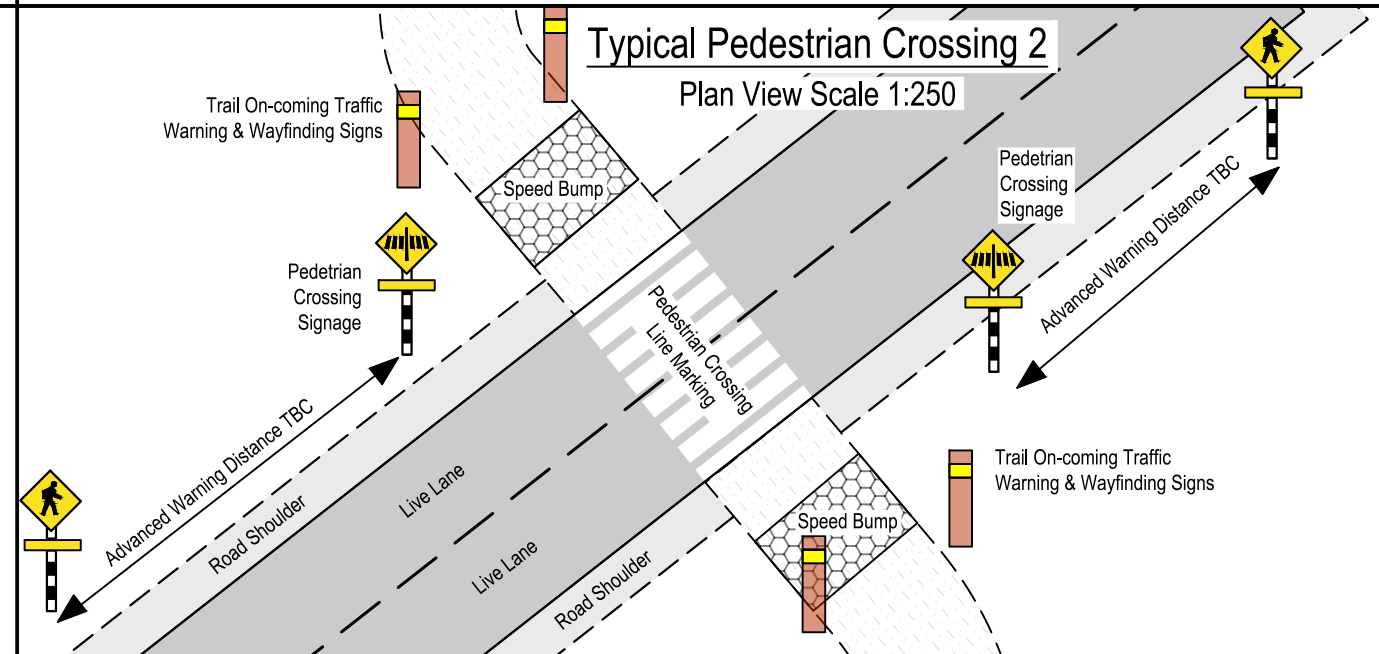 Typical Pedestrian Crossing 2
Plan View Scale 1:250
Trail On-coming Traffic
Warning & Wayfinding Signs
Speed Bump
Pedetrian
Crossing
Signage
Advanced Warning Distance TBC
Pedetrian
Crossing
Signage
Pedestrian Crossing
Line Marking
Advanced Warning Distance TBC
Road Shoulder
Live Lane
Live Lane
Road Shoulder
Trail On-coming Traffic
Warning & Wayfinding Signs
Speed Bump